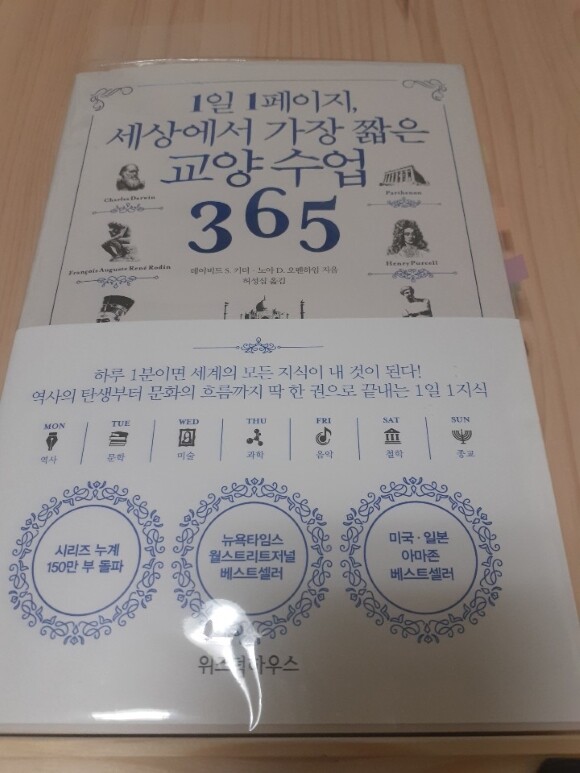 1일 1페이지,
세상에서 가장 짧은
교양 수업
365
Charles Darwin
Parthenon
François Auguste René Rodin
Henry Purcell
데이비드 S. 키더 · 노아 D. 오펜하임 지음
허성심 옮김
하루 1분이면 세계의 모든 지식이 내 것이 된다!
역사의 탄생부터 문화의 흐름까지 딱 한 권으로 끝내는 1일 1지식
MON TUE WED THU FRI SAT SUN
역사 문학 미술 과학 음악 철학 종교
시리즈 누계
150만 부 돌파
뉴욕타임스
월스트리트저널
베스트셀러
미국 · 일본
아마존
베스트셀러
위즈덤하우스